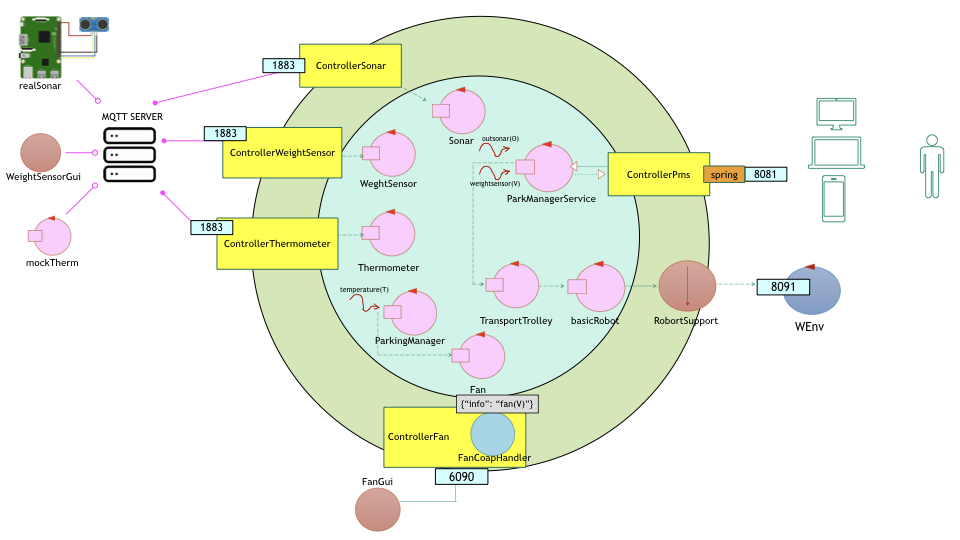 realSonar
MQTT SERVER
WeightSensorGui
mockTherm
1883
ControllerSonar
1883
ControllerWeightSensor
1883
ControllerThermometer
Sonar
WeghtSensor
Thermometer
outsonar(O)
weightsensor(V)
ParkManagerService
ControllerPms
spring
8081
temperature(T)
ParkingManager
TransportTrolley
basicRobot
RobortSupport
8091
WEnv
Fan
{"info": "fan(V)"}
ControllerFan
FanCoapHandler
6090
FanGui